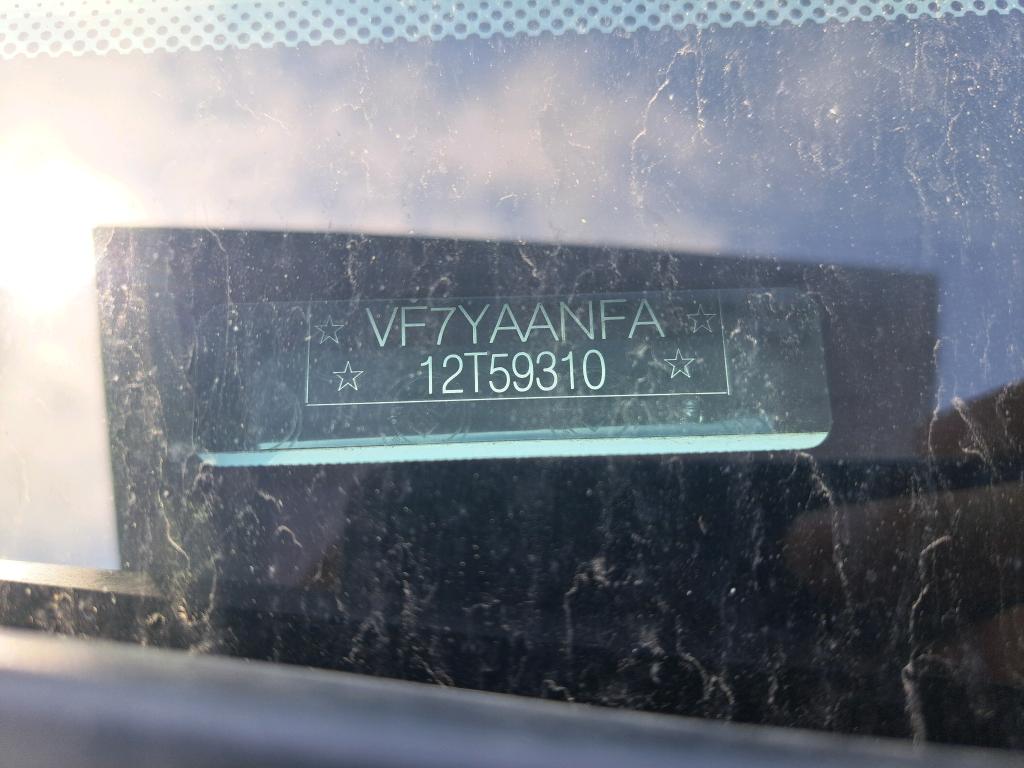 ☆ VF7YAANFA ☆
☆ 12T59310 ☆